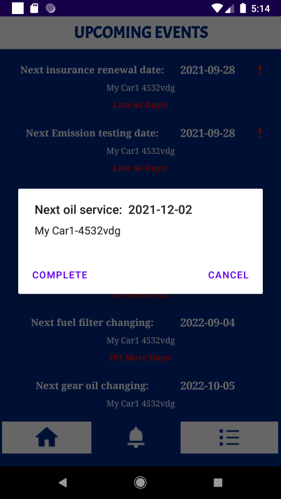 5:14
UPCOMING EVENTS
Next insurance renewal date: 2021-09-28 !
My Car1 4532vdg
Late 46 Days!
Next Emission testing date: 2021-09-28 !
My Car1 4532vdg
Late 46 Days!
Next oil service: 2021-12-02
My Car1-4532vdg
COMPLETE CANCEL
More Days!
Next fuel filter changing: 2022-09-04
My Car1 4532vdg
294 More Days!
Next gear oil changing: 2022-10-05
My Car1 4532vdg